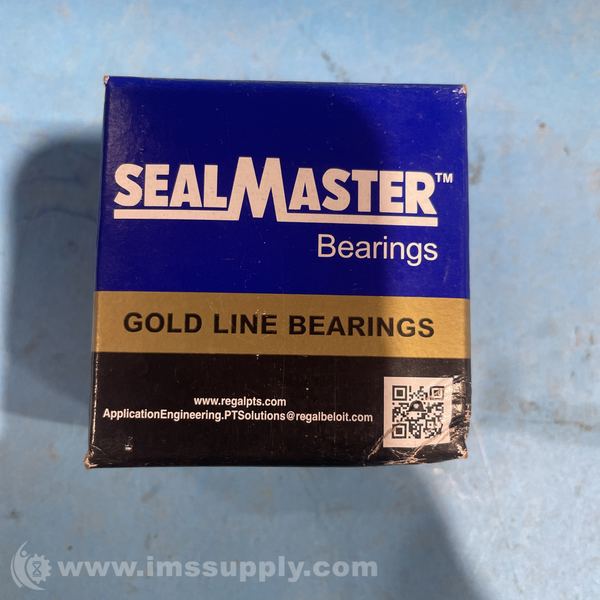 SEALMASTER™
Bearings
GOLD LINE BEARINGS
www.regalpts.com
ApplicationEngineering.PTSolutions@regalbeloit.com
www.imssupply.com